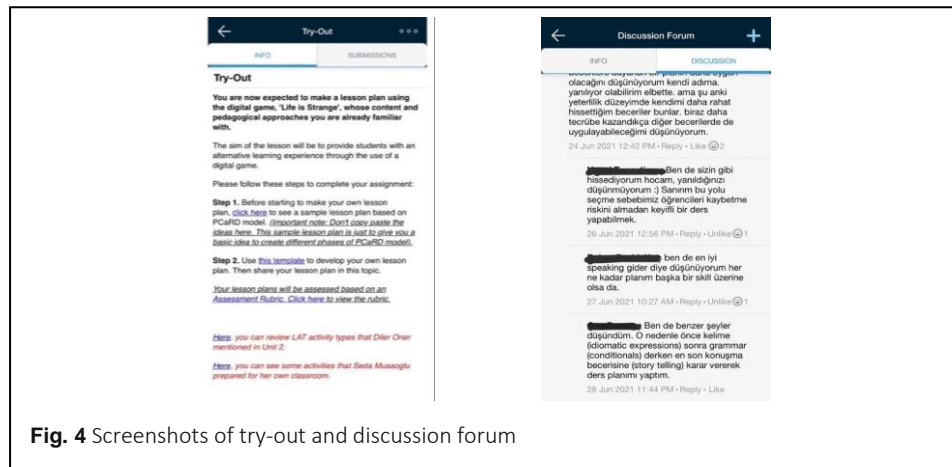 Try-Out
INFO
SUBMISSIONS
Try-Out
You are now expected to make a lesson plan using
the digital game, 'Life is Strange', whose content and
pedagogical approaches you are already familiar
with.
The aim of the lesson will be to provide students with an
alternative learning experience through the use of a
digital game.
Please follow these steps to complete your assignment:
Step 1. Before starting to make your own lesson
plan, click here to see a sample lesson plan based on
PCaRD model. (Important note: Don't copy paste the
ideas here. This sample lesson plan is just to give you a
basic idea to create different phases of PCaRD model).
Step 2. Use this template to develop your own lesson
plan. Then share your lesson plan in this topic.
Your lesson plans will be assessed based on an
Assessment Rubric. Click here to view the rubric.
Here, you can review LAT activity types that Diler Oner
mentioned in Unit 2.
Here, you can see some activities that Seda Musaoglu
prepared for her own classroom.
Discussion Forum
INFO
DISCUSSION
olacağını düşünüyorum kendi adıma.
yanılıyor olabilirim elbette. ama şu anki
yeterlilik düzeyimde kendimi daha rahat
hissettiğim beceriler bunlar. biraz daha
tecrübe kazandıkça diğer becerilerde de
uygulayabileceğimi düşünüyorum.
24 Jun 2021 12:42 PM • Reply • Like 2
Ben de sizin gibi
hissediyorum hocam, yanıldığınızı
düşünmüyorum :) Sanırım bu yolu
seçme sebebimiz öğrencileri kaybetme
riskini almadan keyifli bir ders
yapabilmek.
26 Jun 2021 12:56 PM • Reply • Unlike 1
ben de en iyi
speaking gider diye düşünüyorum her
ne kadar planım başka bir skill üzerine
olsa da.
27 Jun 2021 10:27 AM • Reply • Unlike 1
Ben de benzer şeyler
düşündüm. O nedenle önce kelime
(idiomatic expressions) sonra grammar
(conditionals) derken en son konuşma
becerisine (story telling) karar vererek
ders planımı yaptım.
28 Jun 2021 11:44 PM • Reply • Like
Fig. 4 Screenshots of try-out and discussion forum